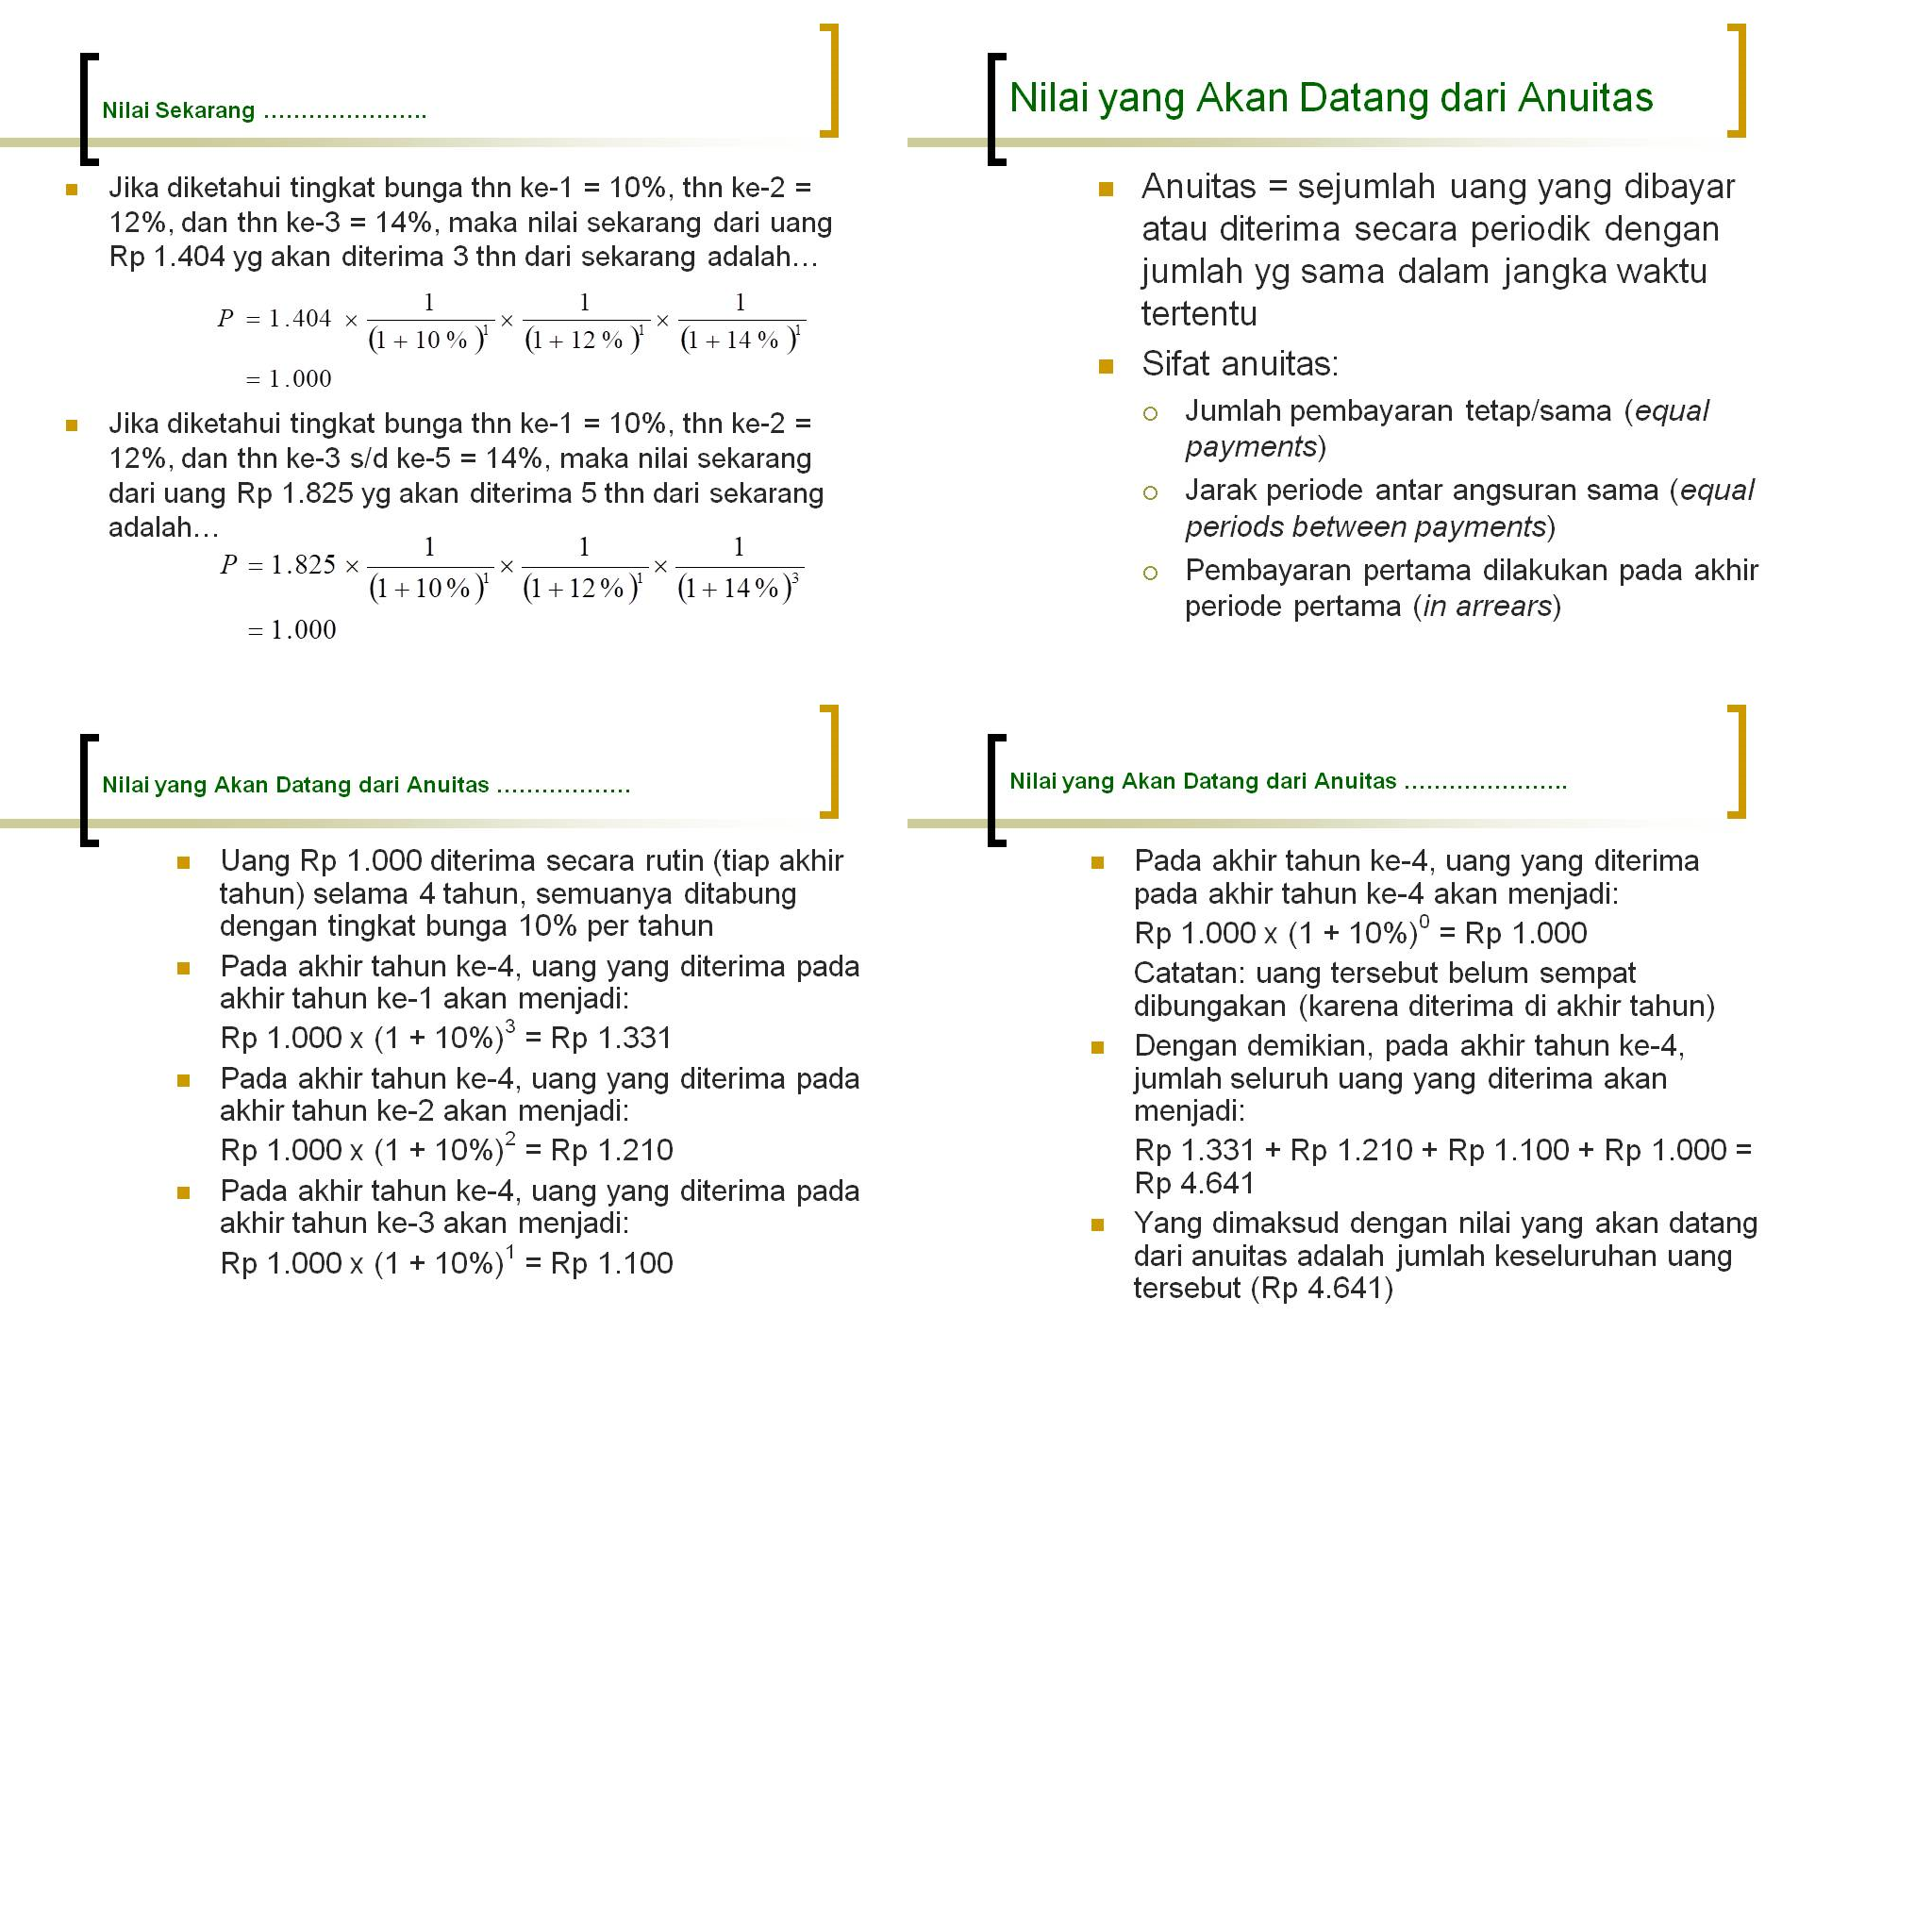 Nilai Sekarang ………………….
Jika diketahui tingkat bunga thn ke-1 = 10%, thn ke-2 =
12%, dan thn ke-3 = 14%, maka nilai sekarang dari uang
Rp 1.404 yg akan diterima 3 thn dari sekarang adalah…
P = 1.404 × 1/(1 + 10 %)^1 × 1/(1 + 12 %)^1 × 1/(1 + 14 %)^1
= 1.000
Jika diketahui tingkat bunga thn ke-1 = 10%, thn ke-2 =
12%, dan thn ke-3 s/d ke-5 = 14%, maka nilai sekarang
dari uang Rp 1.825 yg akan diterima 5 thn dari sekarang
adalah…
P = 1.825 × 1/(1 + 10 %)^1 × 1/(1 + 12 %)^1 × 1/(1 + 14 %)^3
= 1.000
Nilai yang Akan Datang dari Anuitas
Anuitas = sejumlah uang yang dibayar
atau diterima secara periodik dengan
jumlah yg sama dalam jangka waktu
tertentu
Sifat anuitas:
Jumlah pembayaran tetap/sama (equal
payments)
Jarak periode antar angsuran sama (equal
periods between payments)
Pembayaran pertama dilakukan pada akhir
periode pertama (in arrears)
Nilai yang Akan Datang dari Anuitas ………………
Uang Rp 1.000 diterima secara rutin (tiap akhir
tahun) selama 4 tahun, semuanya ditabung
dengan tingkat bunga 10% per tahun
Pada akhir tahun ke-4, uang yang diterima pada
akhir tahun ke-1 akan menjadi:
Rp 1.000 x (1 + 10%)^3 = Rp 1.331
Pada akhir tahun ke-4, uang yang diterima pada
akhir tahun ke-2 akan menjadi:
Rp 1.000 x (1 + 10%)^2 = Rp 1.210
Pada akhir tahun ke-4, uang yang diterima pada
akhir tahun ke-3 akan menjadi:
Rp 1.000 x (1 + 10%)^1 = Rp 1.100
Nilai yang Akan Datang dari Anuitas ………………….
Pada akhir tahun ke-4, uang yang diterima
pada akhir tahun ke-4 akan menjadi:
Rp 1.000 x (1 + 10%)^0 = Rp 1.000
Catatan: uang tersebut belum sempat
dibungakan (karena diterima di akhir tahun)
Dengan demikian, pada akhir tahun ke-4,
jumlah seluruh uang yang diterima akan
menjadi:
Rp 1.331 + Rp 1.210 + Rp 1.100 + Rp 1.000 =
Rp 4.641
Yang dimaksud dengan nilai yang akan datang
dari anuitas adalah jumlah keseluruhan uang
tersebut (Rp 4.641)